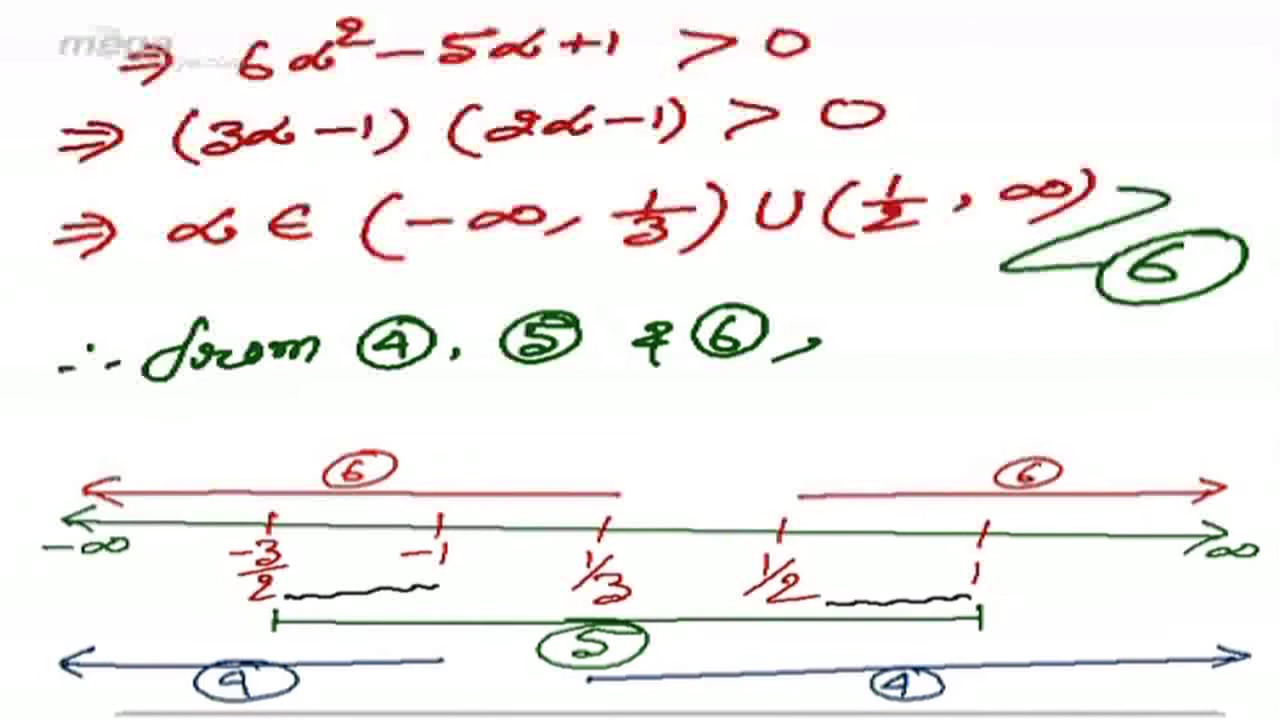 mega
⇒ 6α² − 5α + 1 > 0
⇒ (3α − 1) (2α − 1) > 0
⇒ α ∈ (−∞, 1/3) ∪ (1/2, ∞)
⑥
∴ from ④, ⑤ & ⑥,
⑥ ⑥
−∞ −3/2 −1 1/3 1/2 1 ∞
⑤
④ ④